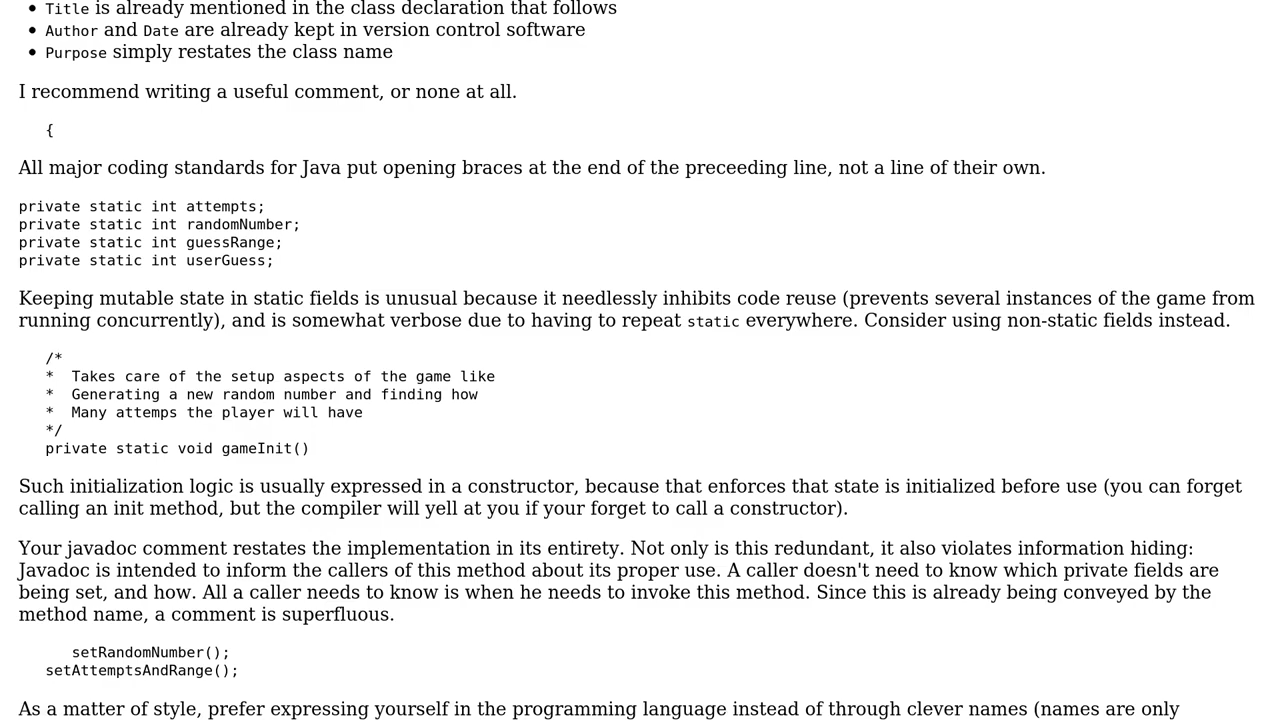 • Title is already mentioned in the class declaration that follows
• Author and Date are already kept in version control software
• Purpose simply restates the class name
I recommend writing a useful comment, or none at all.
{
All major coding standards for Java put opening braces at the end of the preceeding line, not a line of their own.
private static int attempts;
private static int randomNumber;
private static int guessRange;
private static int userGuess;
Keeping mutable state in static fields is unusual because it needlessly inhibits code reuse (prevents several instances of the game from
running concurrently), and is somewhat verbose due to having to repeat static everywhere. Consider using non-static fields instead.
/*
*  Takes care of the setup aspects of the game like
*  Generating a new random number and finding how
*  Many attemps the player will have
*/
private static void gameInit()
Such initialization logic is usually expressed in a constructor, because that enforces that state is initialized before use (you can forget
calling an init method, but the compiler will yell at you if your forget to call a constructor).
Your javadoc comment restates the implementation in its entirety. Not only is this redundant, it also violates information hiding:
Javadoc is intended to inform the callers of this method about its proper use. A caller doesn't need to know which private fields are
being set, and how. All a caller needs to know is when he needs to invoke this method. Since this is already being conveyed by the
method name, a comment is superfluous.
setRandomNumber();
setAttemptsAndRange();
As a matter of style, prefer expressing yourself in the programming language instead of through clever names (names are only